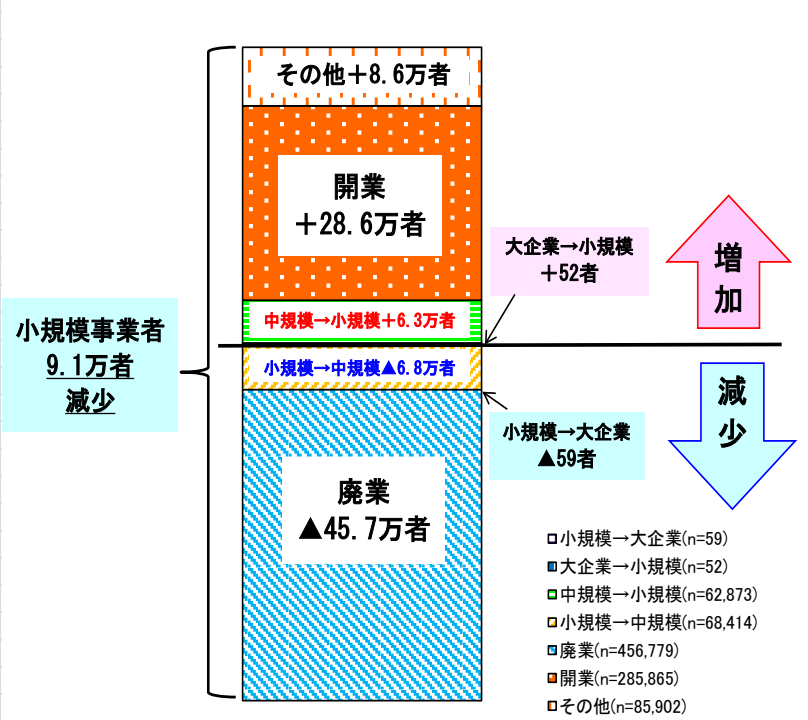 その他＋8.6万者
開業
＋28.6万者
大企業→小規模
＋52者
増
加
中規模→小規模＋6.3万者
小規模事業者
9.1万者
減少
小規模→中規模▲6.8万者
減
少
小規模→大企業
▲59者
廃業
▲45.7万者
小規模→大企業(n=59)
大企業→小規模(n=52)
中規模→小規模(n=62,873)
小規模→中規模(n=68,414)
廃業(n=456,779)
開業(n=285,865)
その他(n=85,902)